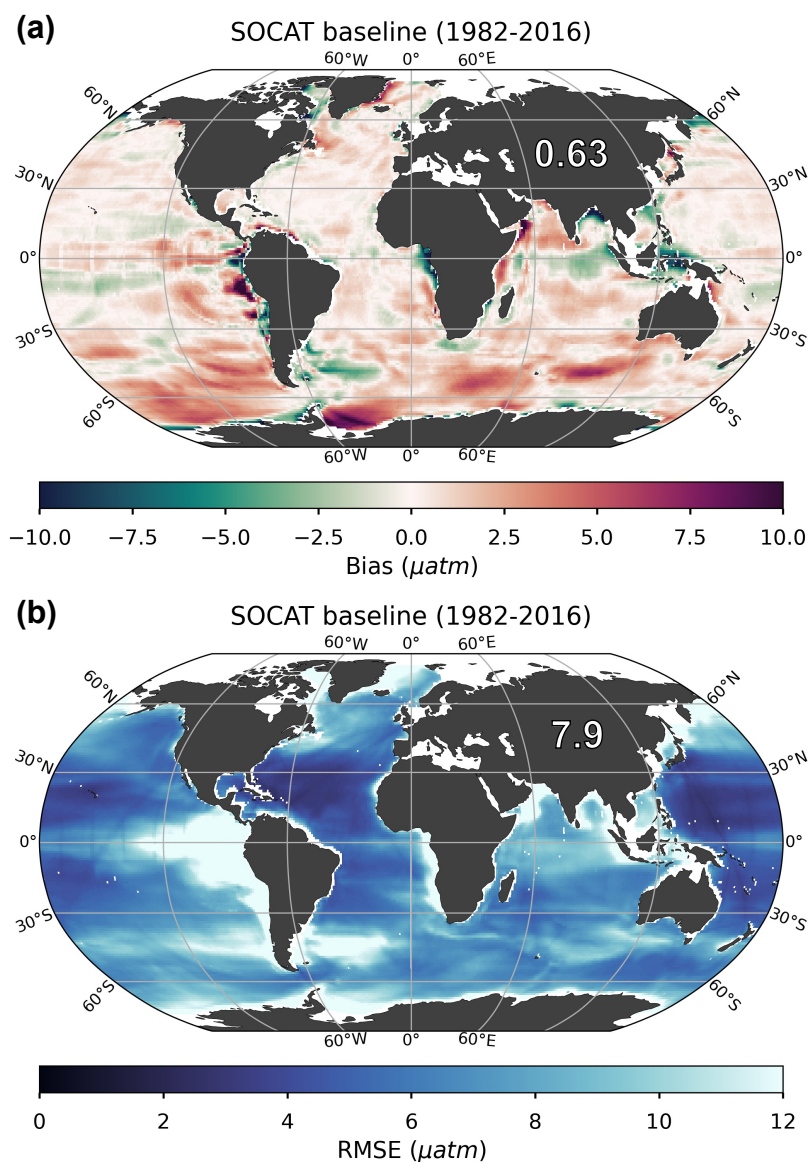 (a)
SOCAT baseline (1982-2016)
60°W 0° 60°E
60°N 60°N
0.63
30°N 30°N
0° 0°
30°S 30°S
60°S 60°S
60°W 0° 60°E
−10.0 −7.5 −5.0 −2.5 0.0 2.5 5.0 7.5 10.0
Bias (μatm)
(b)
SOCAT baseline (1982-2016)
60°W 0° 60°E
60°N 60°N
7.9
30°N 30°N
0° 0°
30°S 30°S
60°S 60°S
60°W 0° 60°E
0 2 4 6 8 10 12
RMSE (μatm)